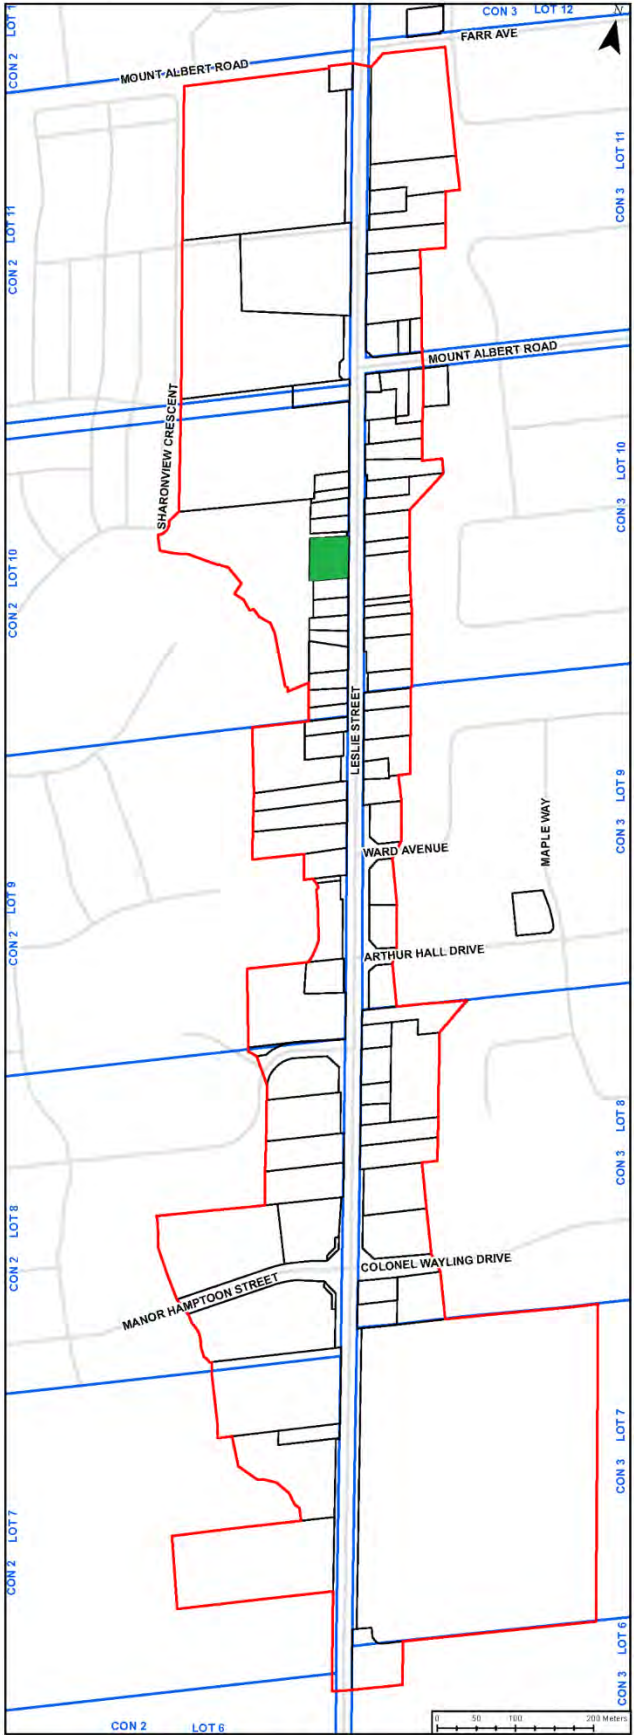 CON 3 LOT 12
N
CON 2 LOT 1
FARR AVE
MOUNT ALBERT ROAD
CON 3 LOT 11
CON 2 LOT 11
MOUNT ALBERT ROAD
SHARONVIEW CRESCENT
CON 3 LOT 10
CON 2 LOT 10
LESLIE STREET
CON 3 LOT 9
MAPLE WAY
WARD AVENUE
CON 2 LOT 9
ARTHUR HALL DRIVE
CON 3 LOT 8
CON 2 LOT 8
COLONEL WAYLING DRIVE
MANOR HAMPTOON STREET
CON 3 LOT 7
CON 2 LOT 7
CON 3 LOT 6
0 50 100 200 Meters
CON 2 LOT 6